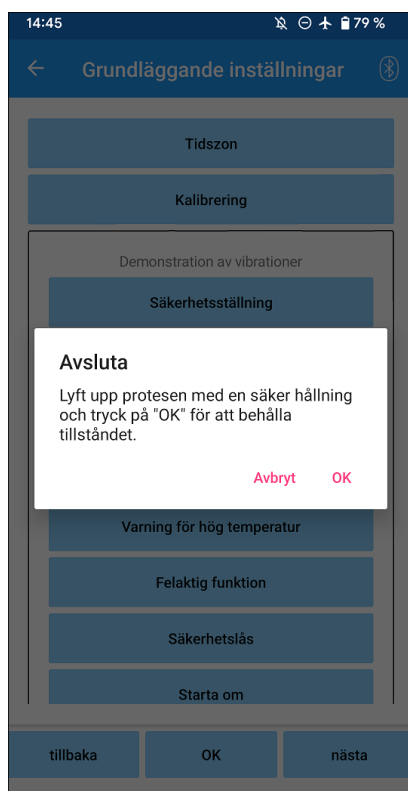 14:45
79 %
Grundläggande inställningar
Tidszon
Kalibrering
Demonstration av vibrationer
Säkerhetsställning
Avsluta
Lyft upp protesen med en säker hållning
och tryck på "OK" för att behålla
tillståndet.
Avbryt OK
Varning för hög temperatur
Felaktig funktion
Säkerhetslås
Starta om
tillbaka OK nästa